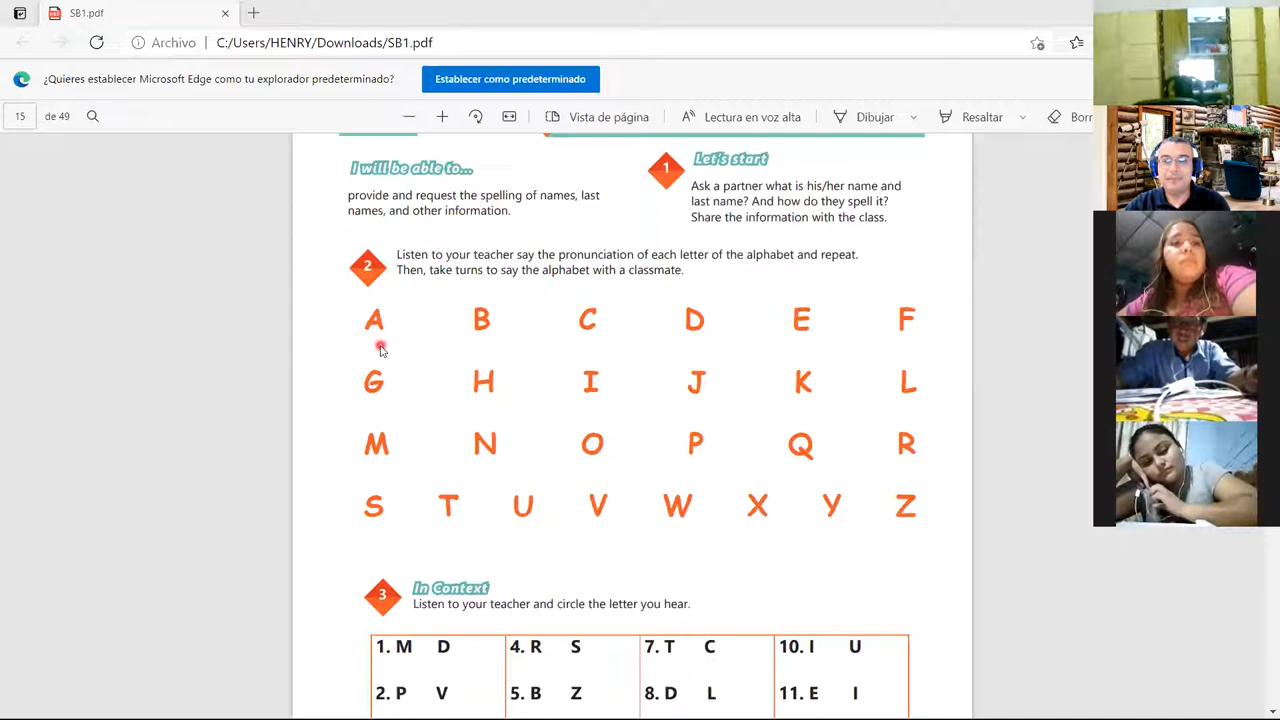 SB1.pdf
Archivo C:/Users/HENRY/Downloads/SB1.pdf
¿Quieres establecer Microsoft Edge como tu explorador predeterminado? Establecer como predeterminado
15 de 49 Vista de página Lectura en voz alta Dibujar Resaltar Borr
I will be able to...
provide and request the spelling of names, last
names, and other information.
1 Let's start
Ask a partner what is his/her name and
last name? And how do they spell it?
Share the information with the class.
2 Listen to your teacher say the pronunciation of each letter of the alphabet and repeat.
Then, take turns to say the alphabet with a classmate.
A B C D E F
G H I J K L
M N O P Q R
S T U V W X Y Z
3 In Context
Listen to your teacher and circle the letter you hear.
1. M D 4. R S 7. T C 10. I U
2. P V 5. B Z 8. D L 11. E I